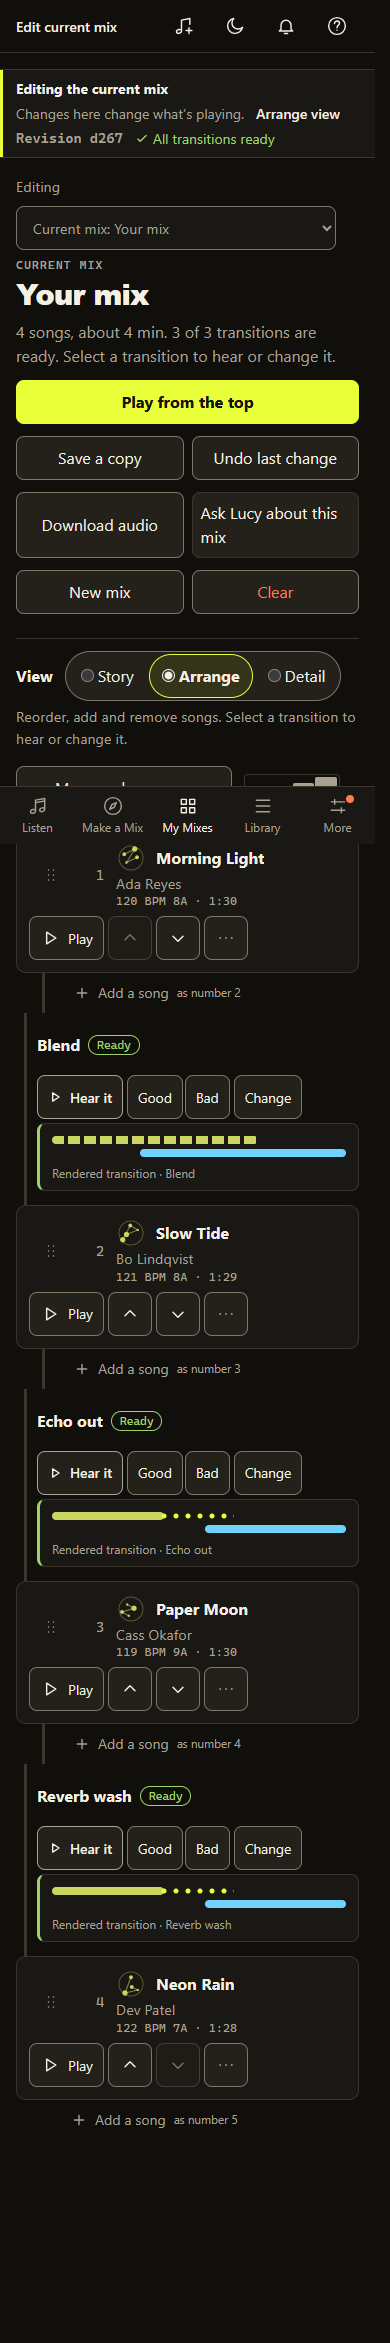 Edit current mix
Editing the current mix
Changes here change what's playing. Arrange view
Revision d267 All transitions ready
Editing
Current mix: Your mix
CURRENT MIX
Your mix
4 songs, about 4 min. 3 of 3 transitions are
ready. Select a transition to hear or change it.
Play from the top
Save a copy
Undo last change
Download audio
Ask Lucy about this
mix
New mix
Clear
View Story Arrange Detail
Reorder, add and remove songs. Select a transition to
hear or change it.
Listen Make a Mix My Mixes Library More
1 Morning Light
Ada Reyes
120 BPM 8A · 1:30
Play ···
+ Add a song as number 2
Blend Ready
Hear it Good Bad Change
Rendered transition · Blend
2 Slow Tide
Bo Lindqvist
121 BPM 8A · 1:29
Play ···
+ Add a song as number 3
Echo out Ready
Hear it Good Bad Change
Rendered transition · Echo out
3 Paper Moon
Cass Okafor
119 BPM 9A · 1:30
Play ···
+ Add a song as number 4
Reverb wash Ready
Hear it Good Bad Change
Rendered transition · Reverb wash
4 Neon Rain
Dev Patel
122 BPM 7A · 1:28
Play ···
+ Add a song as number 5